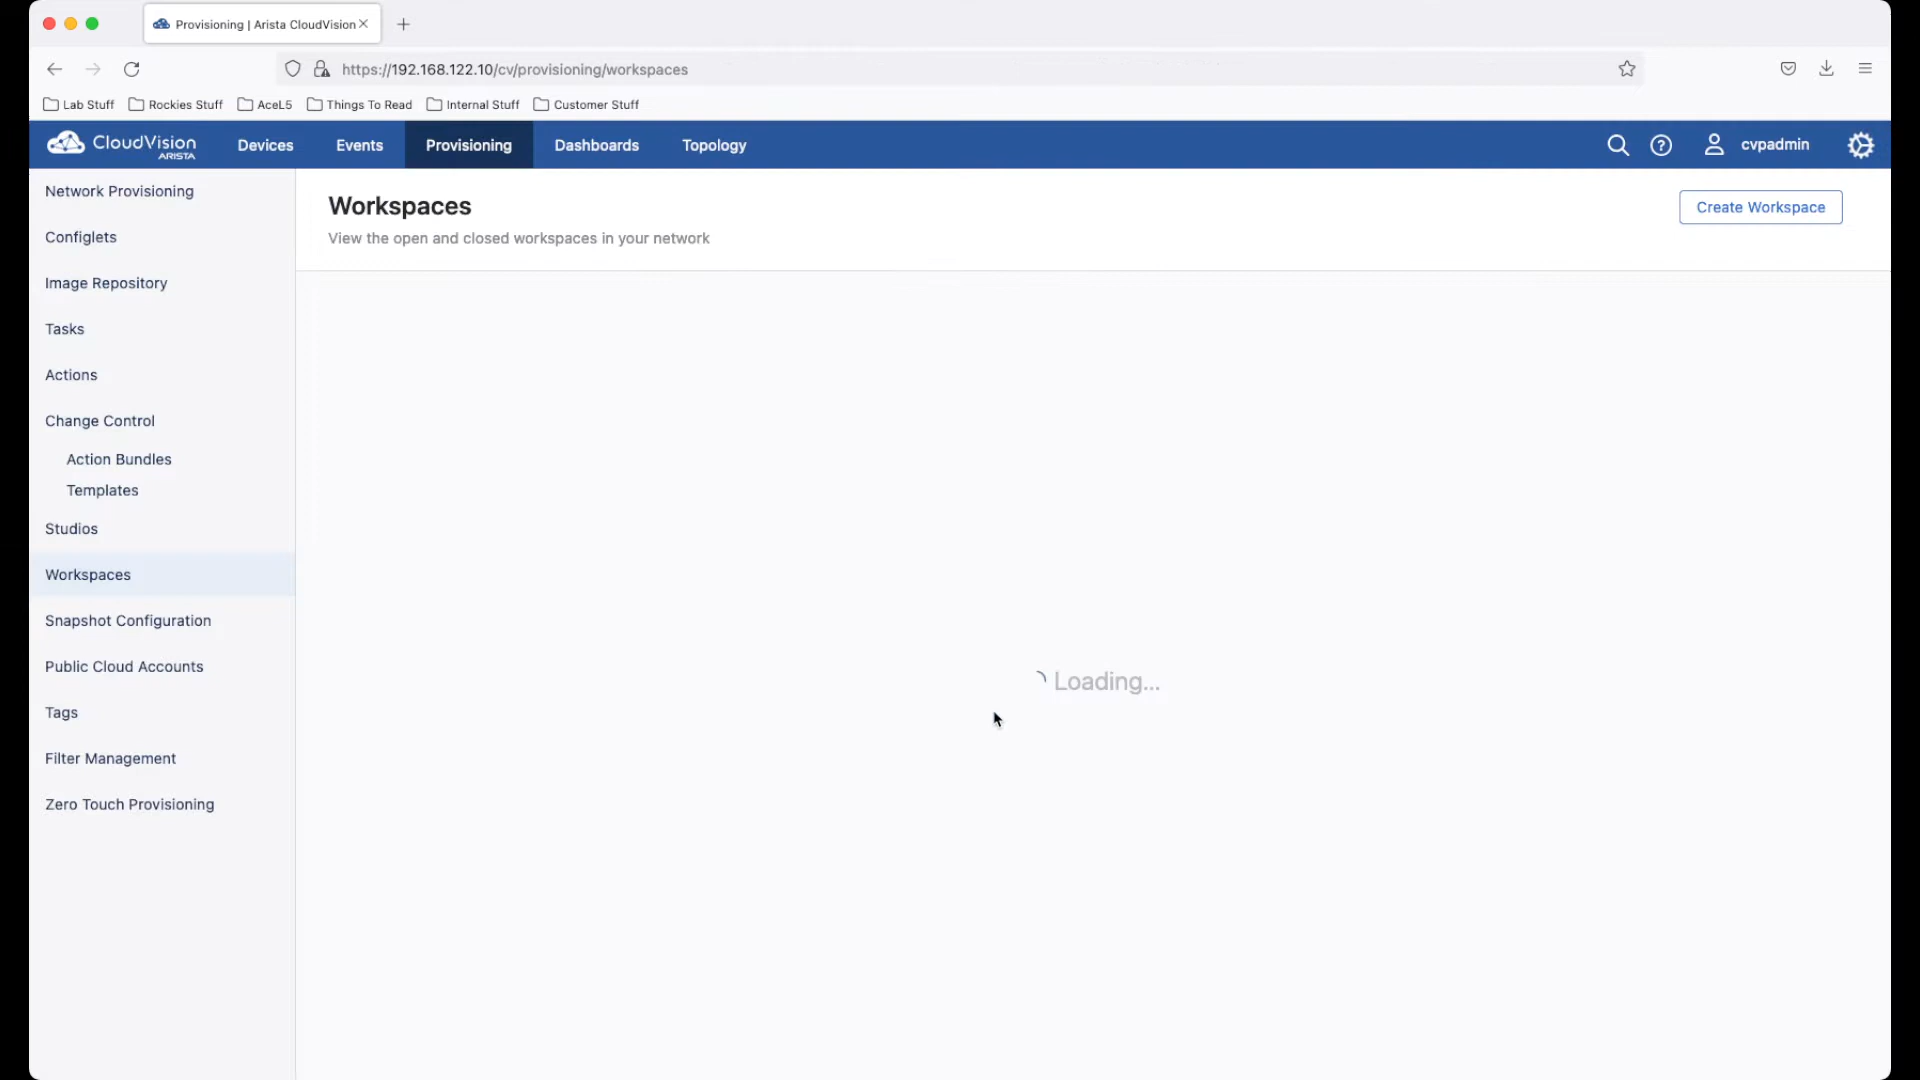 Provisioning | Arista CloudVision
https://192.168.122.10/cv/provisioning/workspaces
Lab Stuff Rockies Stuff AceL5 Things To Read Internal Stuff Customer Stuff
CloudVision
ARISTA
Devices Events Provisioning Dashboards Topology cvpadmin
Network Provisioning
Configlets
Image Repository
Tasks
Actions
Change Control
Action Bundles
Templates
Studios
Workspaces
Snapshot Configuration
Public Cloud Accounts
Tags
Filter Management
Zero Touch Provisioning
Workspaces
Create Workspace
View the open and closed workspaces in your network
Loading...